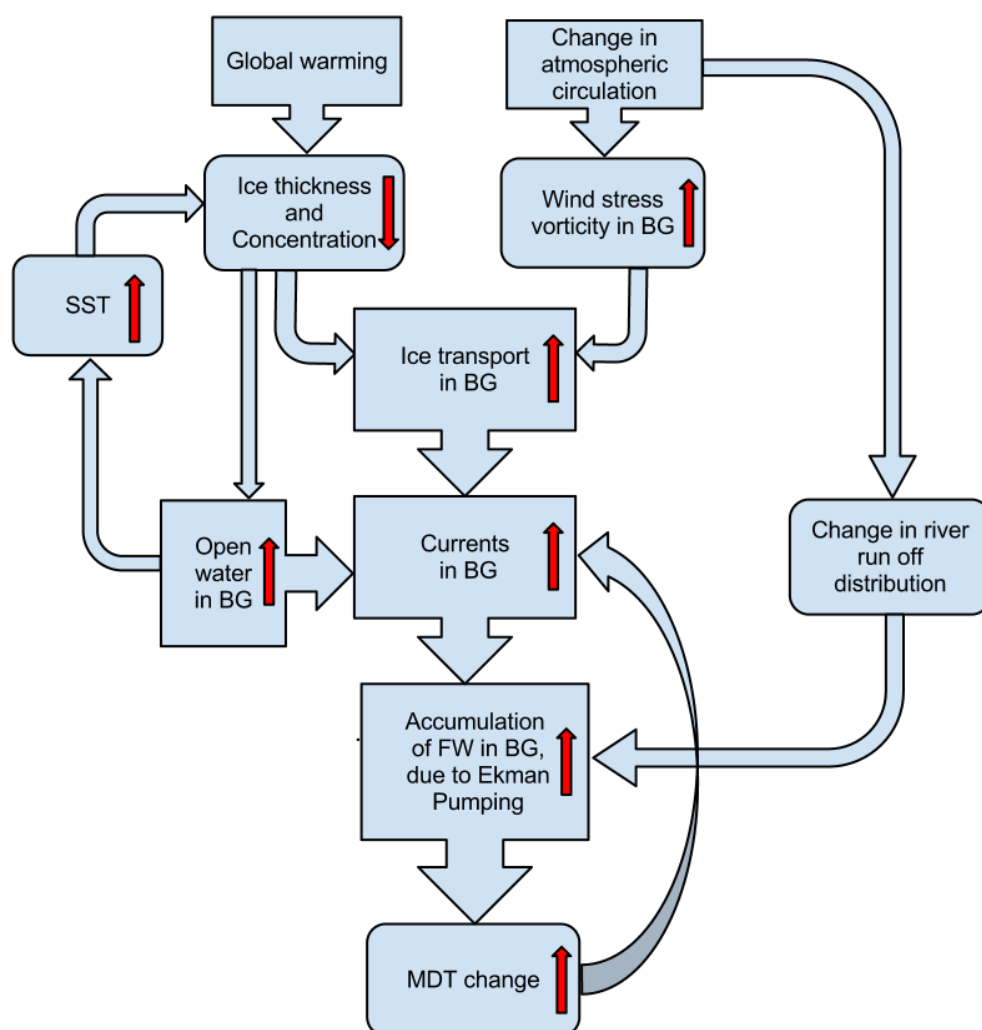 Global warming
Change in
atmospheric
circulation
Ice thickness
and
Concentration
Wind stress
vorticity in BG
SST
Ice transport
in BG
Open
water
in BG
Currents
in BG
Change in river
run off
distribution
Accumulation
of FW in BG,
due to Ekman
Pumping
MDT change